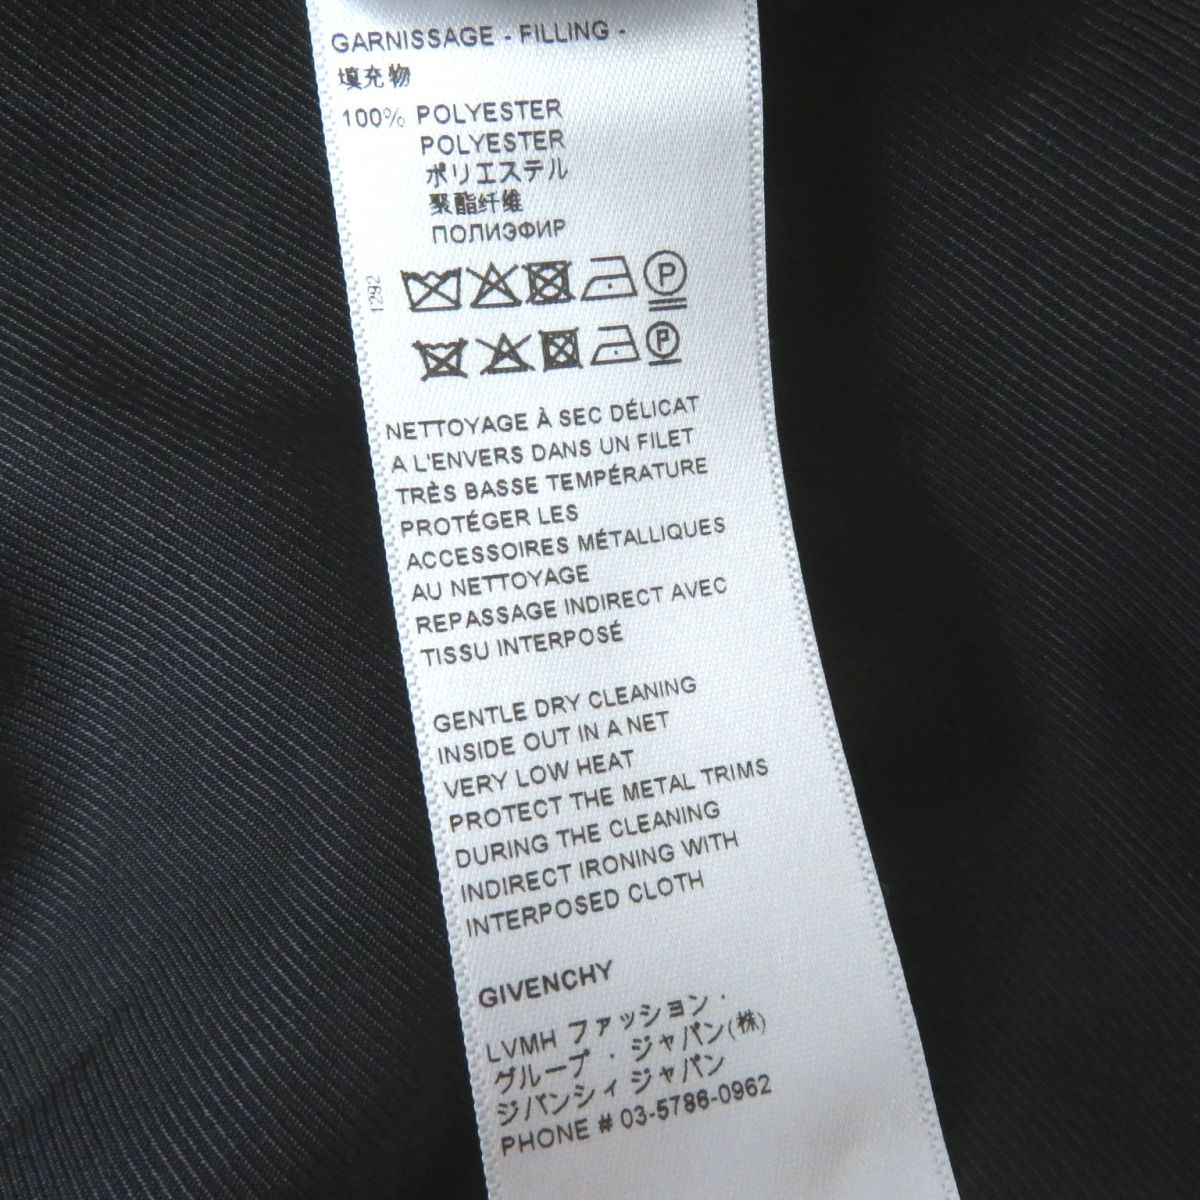 GARNISSAGE - FILLING -
填充物
100% POLYESTER
POLYESTER
ポリエステル
聚酯纤维
ПОЛИЭФИР
P
P
NETTOYAGE À SEC DÉLICAT
A L'ENVERS DANS UN FILET
TRÈS BASSE TEMPÉRATURE
PROTÉGER LES
ACCESSOIRES MÉTALLIQUES
AU NETTOYAGE
REPASSAGE INDIRECT AVEC
TISSU INTERPOSÉ
GENTLE DRY CLEANING
INSIDE OUT IN A NET
VERY LOW HEAT
PROTECT THE METAL TRIMS
DURING THE CLEANING
INDIRECT IRONING WITH
INTERPOSED CLOTH
GIVENCHY
LVMH ファッション ·
グループ · ジャパン(株)
ジバンシィ ジャパン
PHONE # 03-5786-0962